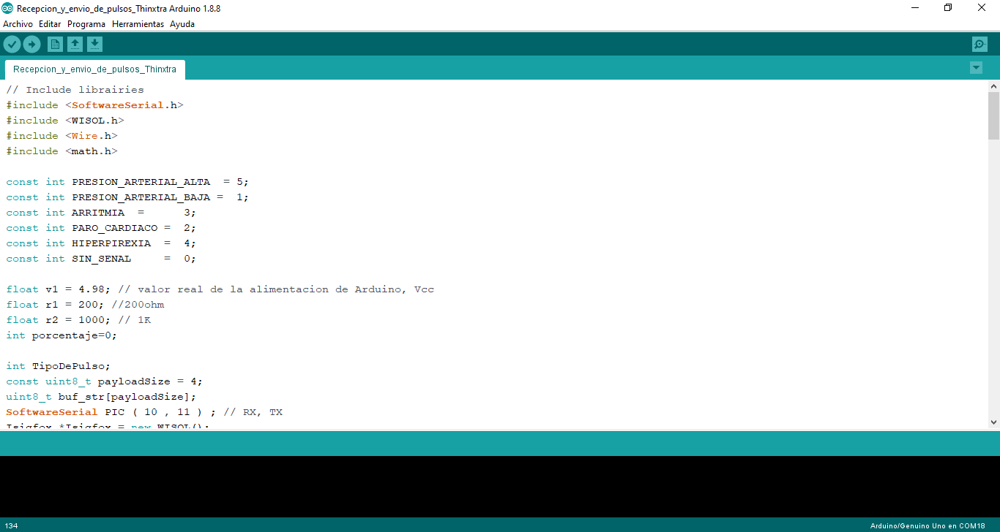 Recepcion_y_envio_de_pulsos_Thinxtra Arduino 1.8.8
Archivo Editar Programa Herramientas Ayuda
Recepcion_y_envio_de_pulsos_Thinxtra
// Include librairies
#include <SoftwareSerial.h>
#include <WISOL.h>
#include <Wire.h>
#include <math.h>
const int PRESION_ARTERIAL_ALTA  = 5;
const int PRESION_ARTERIAL_BAJA =  1;
const int ARRITMIA  =      3;
const int PARO_CARDIACO =  2;
const int HIPERPIREXIA  =  4;
const int SIN_SENAL     =  0;
float v1 = 4.98; // valor real de la alimentacion de Arduino, Vcc
float r1 = 200; //200ohm
float r2 = 1000; // 1K
int porcentaje=0;
int TipoDePulso;
const uint8_t payloadSize = 4;
uint8_t buf_str[payloadSize];
SoftwareSerial PIC ( 10 , 11 ) ; // RX, TX
Isigfox *Isigfox = new WISOL();
134
Arduino/Genuino Uno en COM18